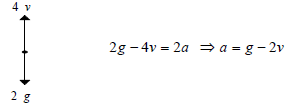 4 v
2g − 4v = 2a ⇒ a = g − 2v
2 g